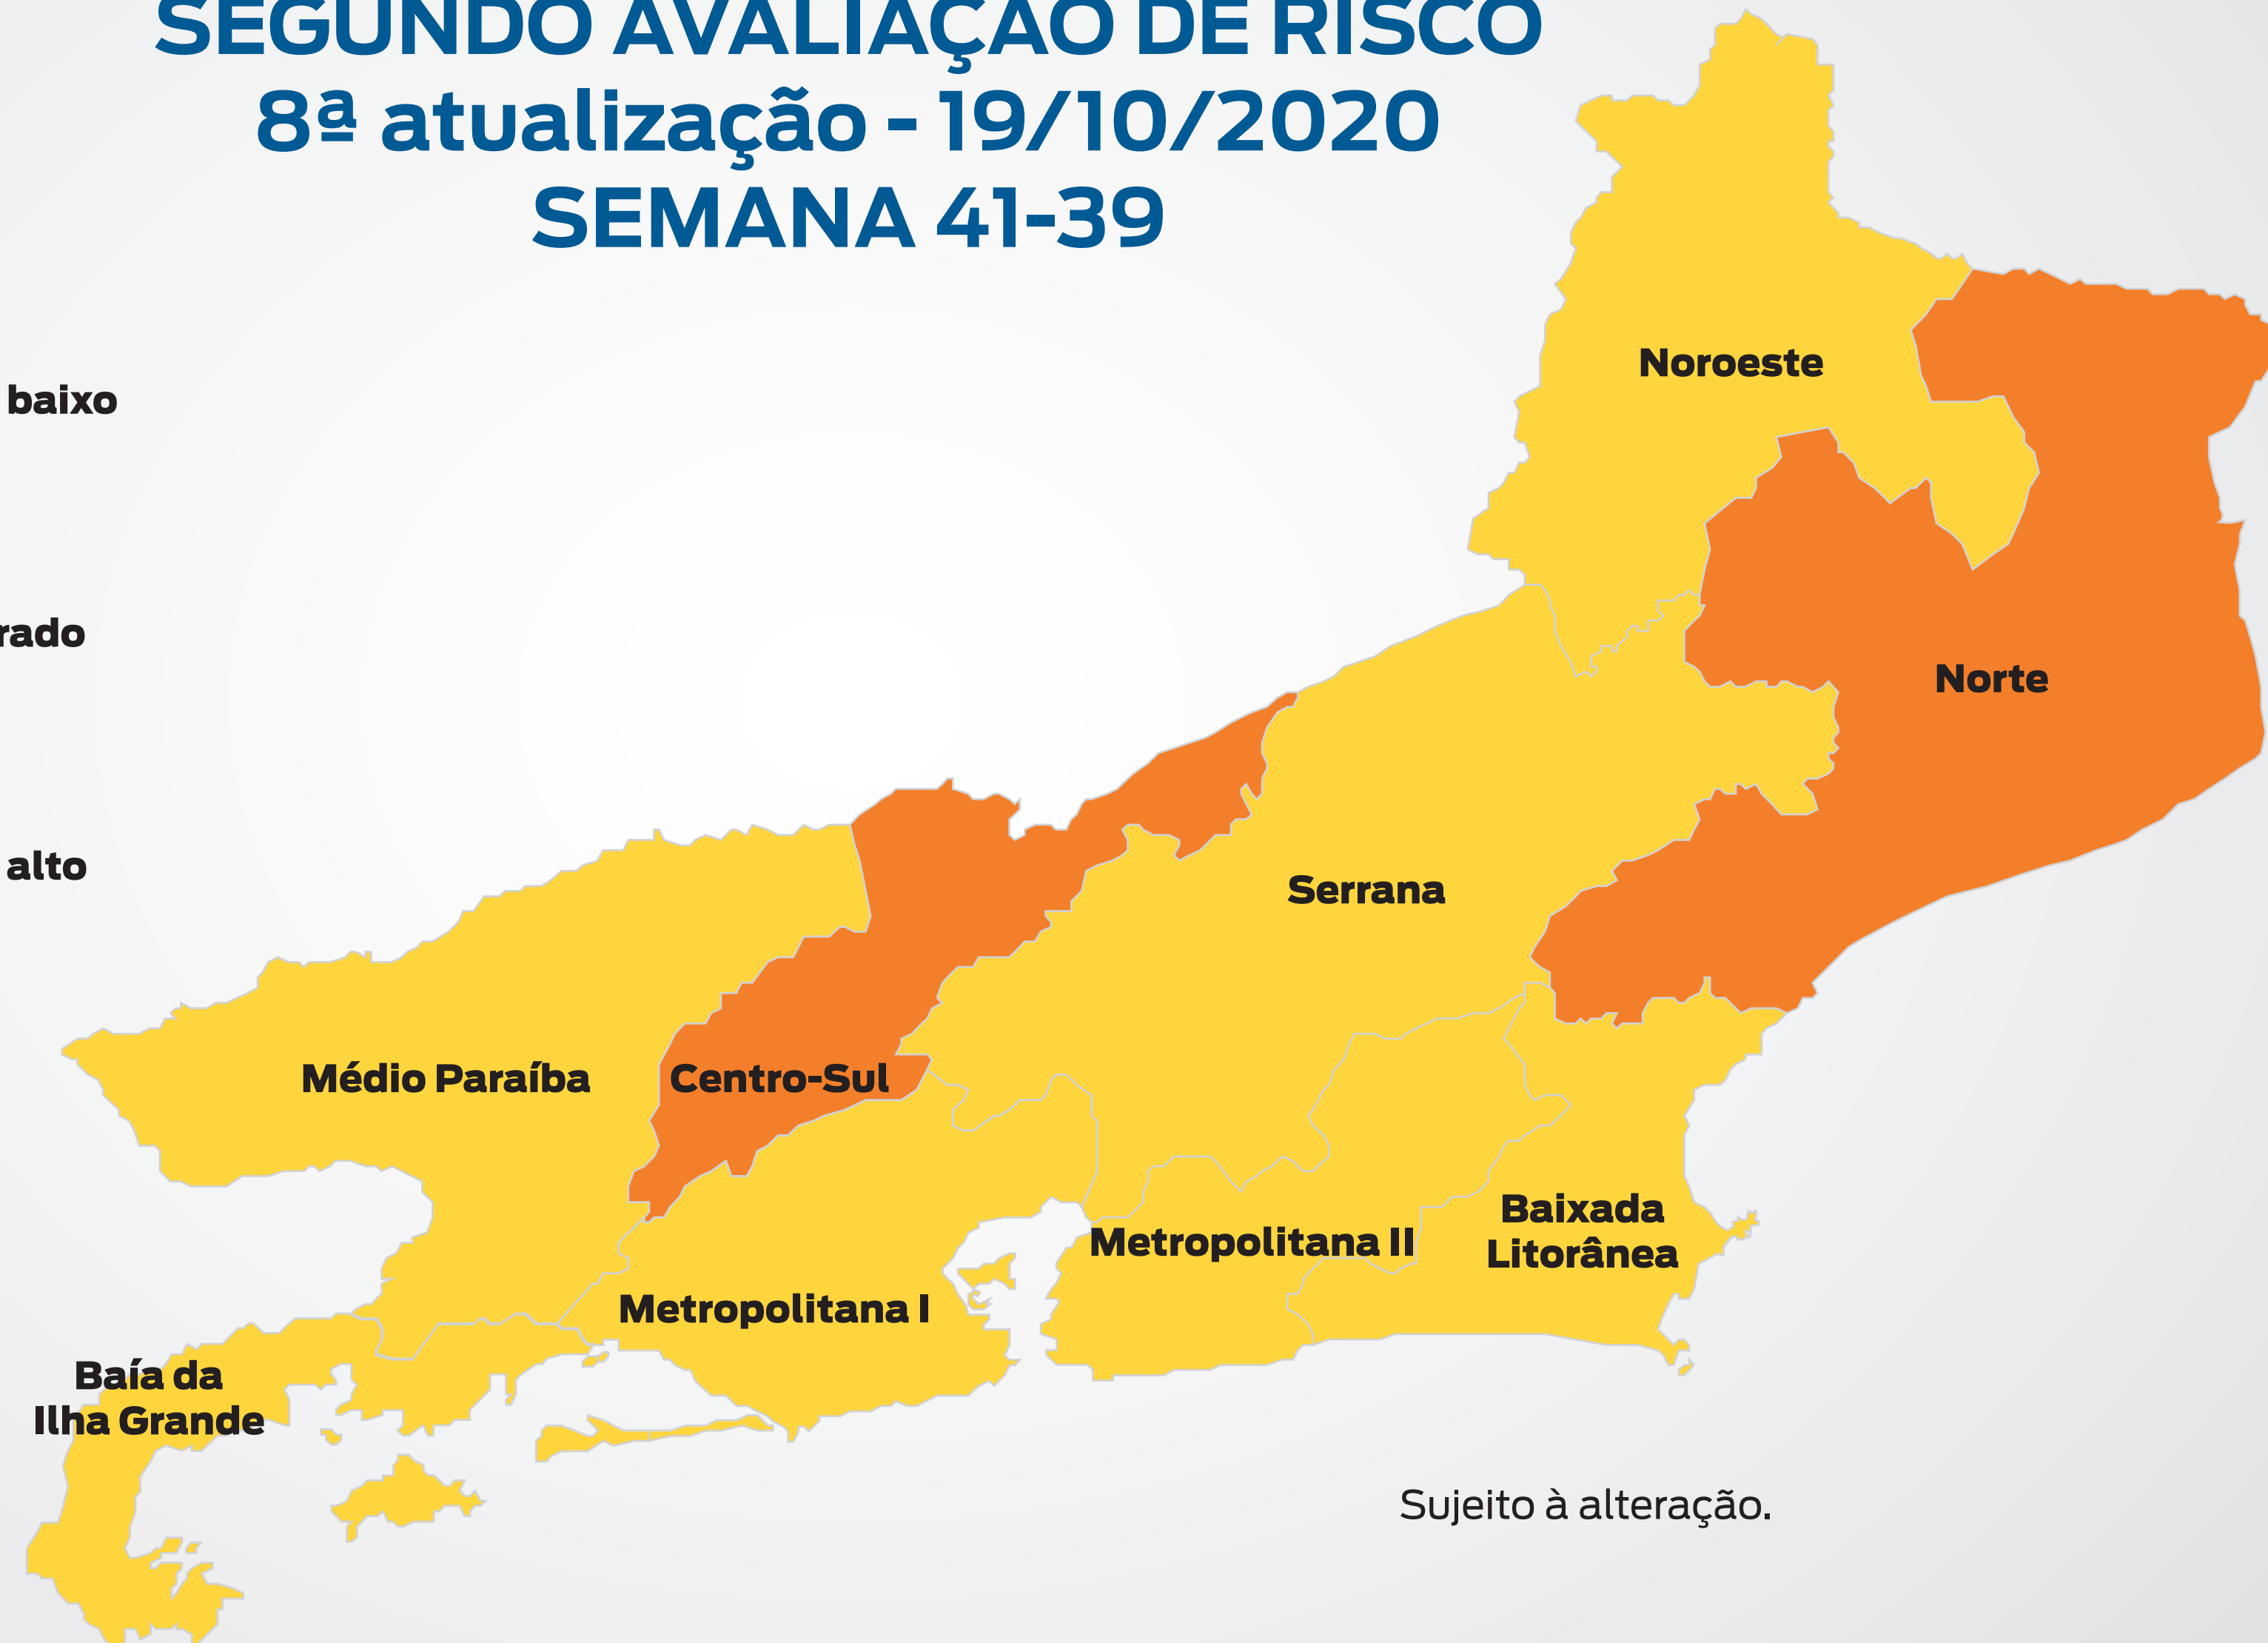 SEGUNDO AVALIAÇÃO DE RISCO
8ª atualização - 19/10/2020
SEMANA 41-39
Noroeste
baixo
rado
Norte
alto
Serrana
Médio Paraíba
Centro-Sul
Baixada
Litorânea
Metropolitana II
Metropolitana I
Baía da
Ilha Grande
Sujeito à alteração.